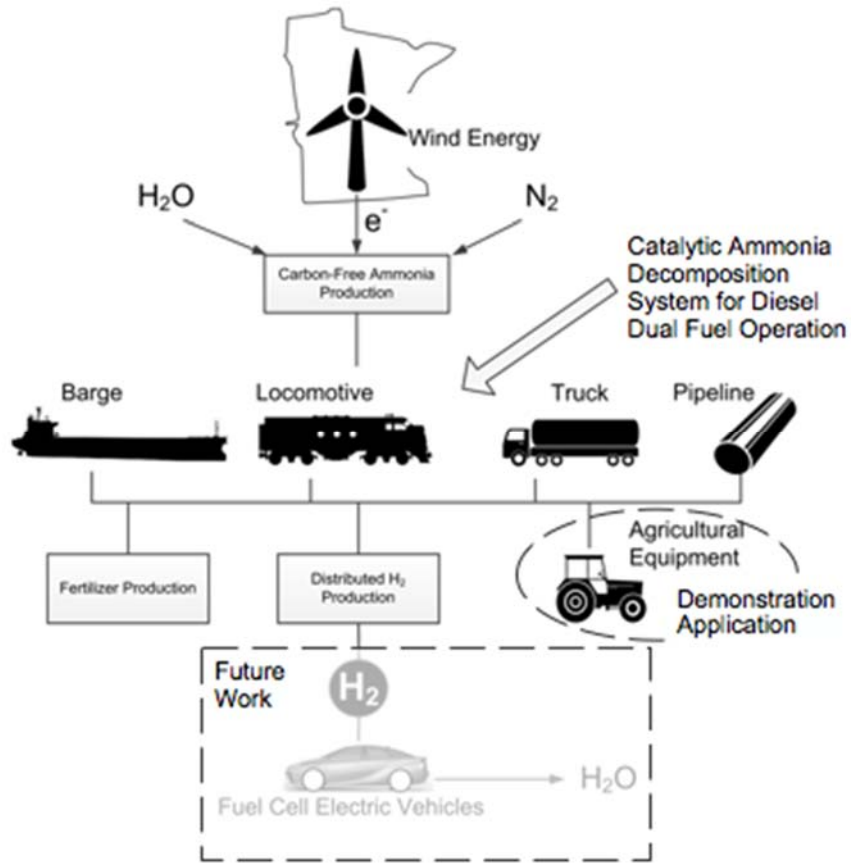 Wind Energy
H₂O
N₂
e⁻
Carbon-Free Ammonia
Production
Catalytic Ammonia
Decomposition
System for Diesel
Dual Fuel Operation
Barge
Locomotive
Truck
Pipeline
Fertilizer Production
Distributed H₂
Production
Agricultural
Equipment
Demonstration
Application
Future
Work
H₂
H₂O
Fuel Cell Electric Vehicles